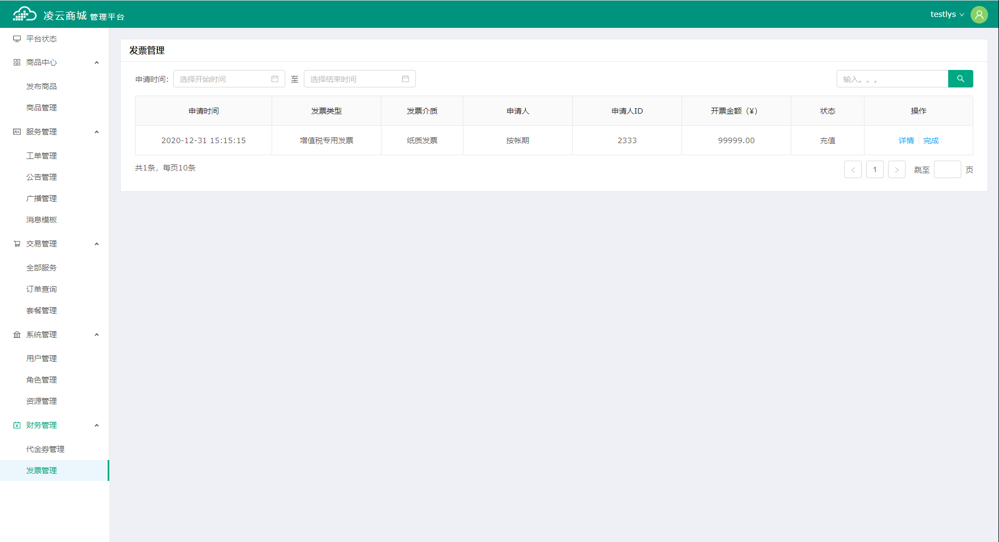 凌云商城 管理平台
testlys
平台状态
商品中心
发布商品
商品管理
服务管理
工单管理
公告管理
广播管理
消息模板
交易管理
全部服务
订单查询
套餐管理
系统管理
用户管理
角色管理
资源管理
财务管理
代金券管理
发票管理
发票管理
申请时间： 选择开始时间 至 选择结束时间 输入。。。
申请时间 发票类型 发票介质 申请人 申请人ID 开票金额（¥） 状态 操作
2020-12-31 15:15:15 增值税专用发票 纸质发票 按帐期 2333 99999.00 充值 详情 完成
共1条，每页10条 < 1 > 跳至 页